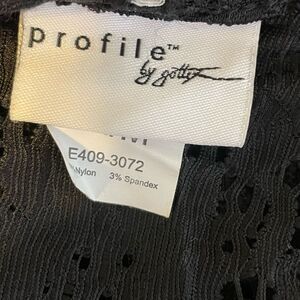 profile™
by gottex
E409-3072
Nylon 3% Spandex